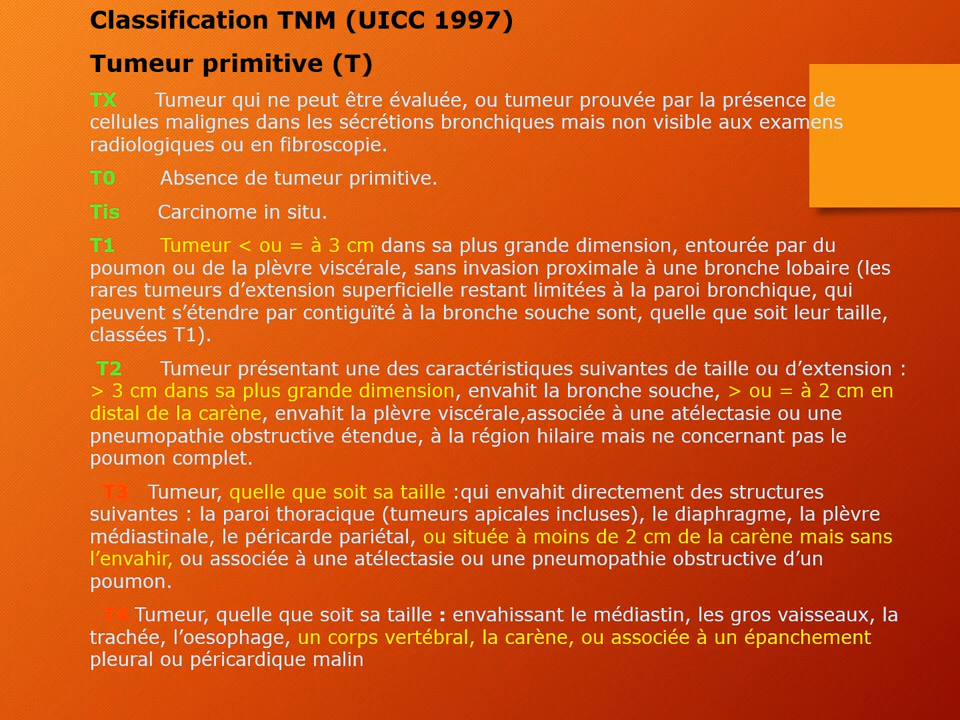 Classification TNM (UICC 1997)
Tumeur primitive (T)
TX Tumeur qui ne peut être évaluée, ou tumeur prouvée par la présence de
cellules malignes dans les sécrétions bronchiques mais non visible aux examens
radiologiques ou en fibroscopie.
T0 Absence de tumeur primitive.
Tis Carcinome in situ.
T1 Tumeur < ou = à 3 cm dans sa plus grande dimension, entourée par du
poumon ou de la plèvre viscérale, sans invasion proximale à une bronche lobaire (les
rares tumeurs d’extension superficielle restant limitées à la paroi bronchique, qui
peuvent s’étendre par contiguïté à la bronche souche sont, quelle que soit leur taille,
classées T1).
T2 Tumeur présentant une des caractéristiques suivantes de taille ou d’extension :
> 3 cm dans sa plus grande dimension, envahit la bronche souche, > ou = à 2 cm en
distal de la carène, envahit la plèvre viscérale,associée à une atélectasie ou une
pneumopathie obstructive étendue, à la région hilaire mais ne concernant pas le
poumon complet.
T3 Tumeur, quelle que soit sa taille :qui envahit directement des structures
suivantes : la paroi thoracique (tumeurs apicales incluses), le diaphragme, la plèvre
médiastinale, le péricarde pariétal, ou située à moins de 2 cm de la carène mais sans
l’envahir, ou associée à une atélectasie ou une pneumopathie obstructive d’un
poumon.
T4 Tumeur, quelle que soit sa taille : envahissant le médiastin, les gros vaisseaux, la
trachée, l’oesophage, un corps vertébral, la carène, ou associée à un épanchement
pleural ou péricardique malin